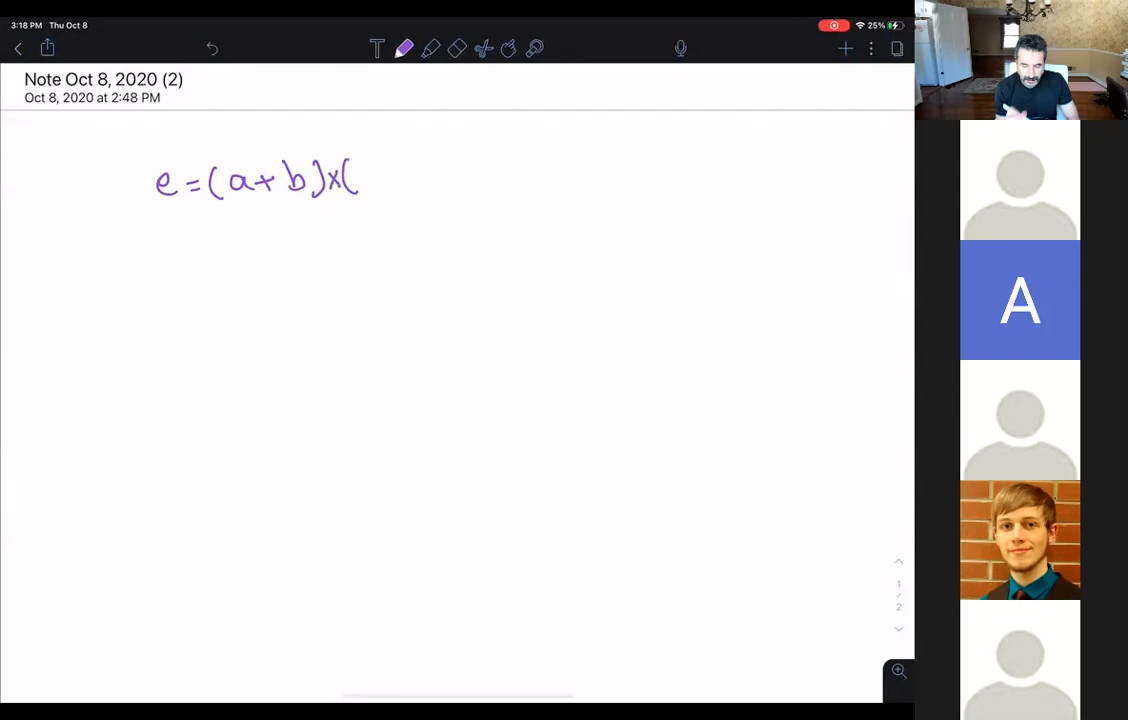 3:18 PM Thu Oct 8
25%
T
Note Oct 8, 2020 (2)
Oct 8, 2020 at 2:48 PM
e=(a+b)×(
1
2
A